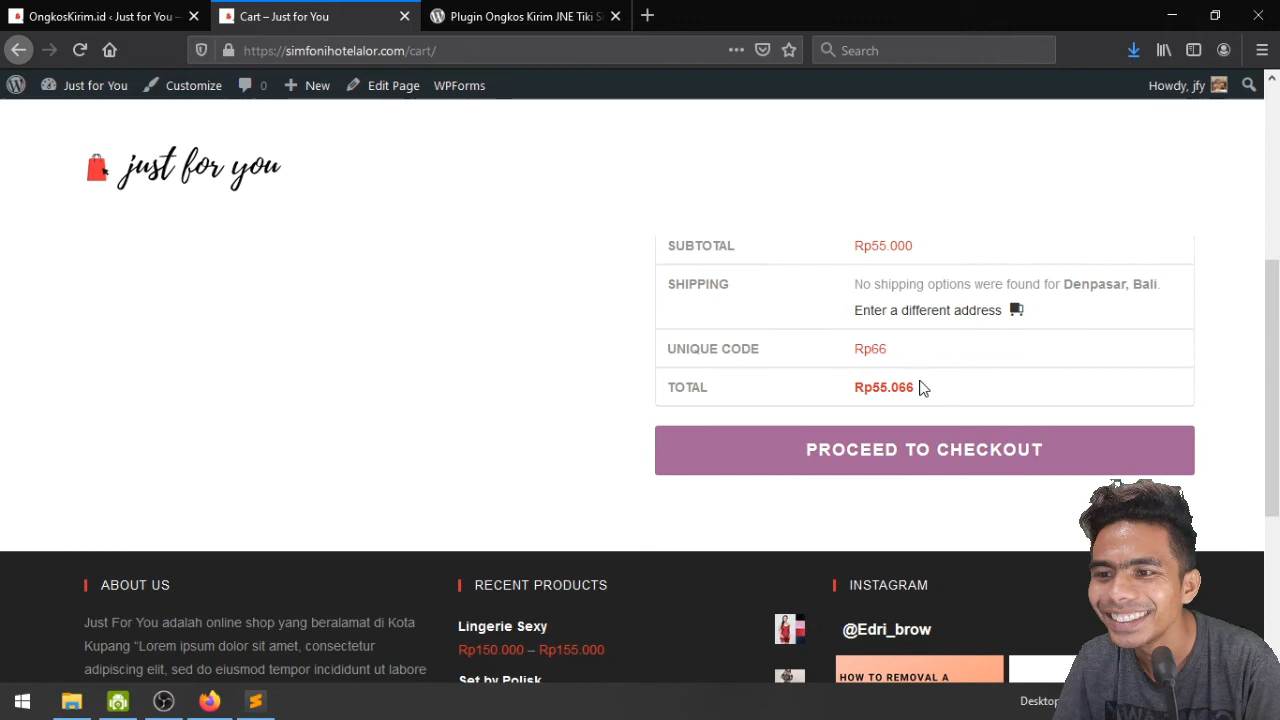 OngkosKirim.id ‹ Just for You —
Cart – Just for You
Plugin Ongkos Kirim JNE Tiki Si
https://simfonihotelalor.com/cart/
Search
Just for You
Customize
0
New
Edit Page
WPForms
Howdy, jfy
just for you
SUBTOTAL Rp55.000
SHIPPING No shipping options were found for Denpasar, Bali.
Enter a different address
UNIQUE CODE Rp66
TOTAL Rp55.066
PROCEED TO CHECKOUT
ABOUT US
Just For You adalah online shop yang beralamat di Kota
Kupang “Lorem ipsum dolor sit amet, consectetur
adipiscing elit, sed do eiusmod tempor incididunt ut labore
RECENT PRODUCTS
Lingerie Sexy
Rp150.000 – Rp155.000
Set by Polisk
INSTAGRAM
@Edri_brow
HOW TO REMOVAL A
Desktop